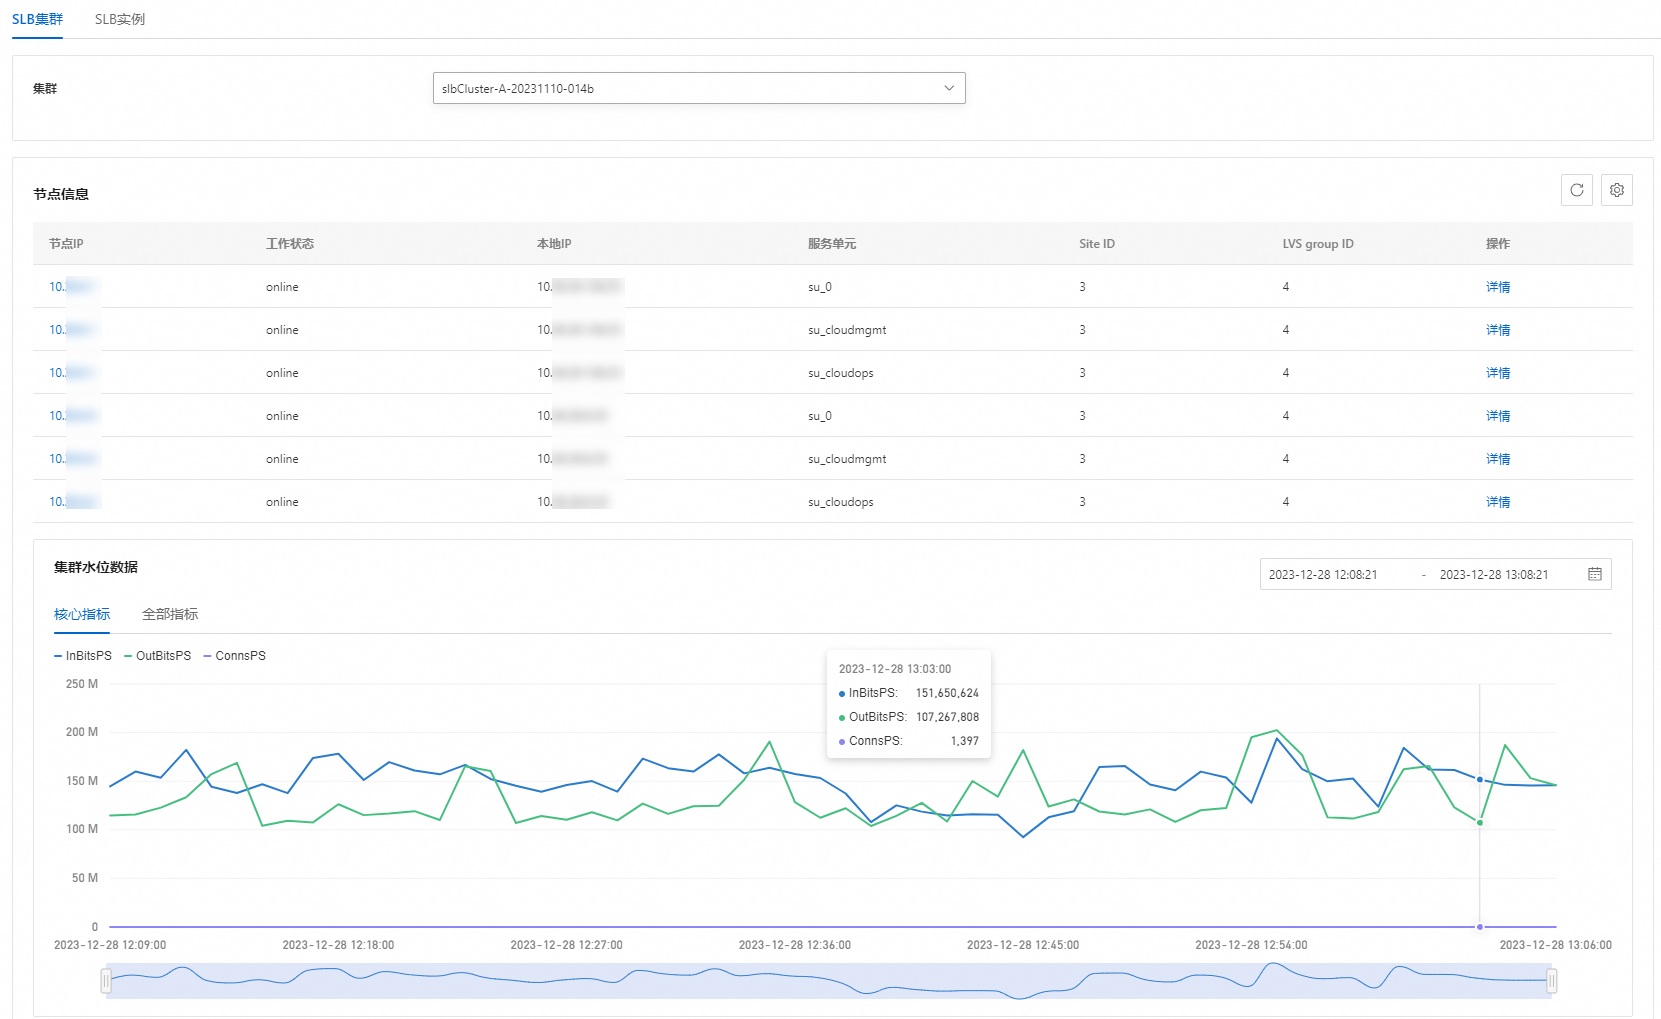 SLB集群 SLB实例
集群 slbCluster-A-20231110-014b
节点信息
节点IP 工作状态 本地IP 服务单元 Site ID LVS group ID 操作
10. online 10. su_0 3 4 详情
10. online 10. su_cloudmgmt 3 4 详情
10. online 10. su_cloudops 3 4 详情
10. online 10. su_0 3 4 详情
10. online 10. su_cloudmgmt 3 4 详情
10. online 10. su_cloudops 3 4 详情
集群水位数据 2023-12-28 12:08:21 - 2023-12-28 13:08:21
核心指标 全部指标
InBitsPS OutBitsPS ConnsPS
2023-12-28 13:03:00
InBitsPS: 151,650,624
OutBitsPS: 107,267,808
ConnsPS: 1,397
250 M
200 M
150 M
100 M
50 M
0
2023-12-28 12:09:00 2023-12-28 12:18:00 2023-12-28 12:27:00 2023-12-28 12:36:00 2023-12-28 12:45:00 2023-12-28 12:54:00 2023-12-28 13:06:00